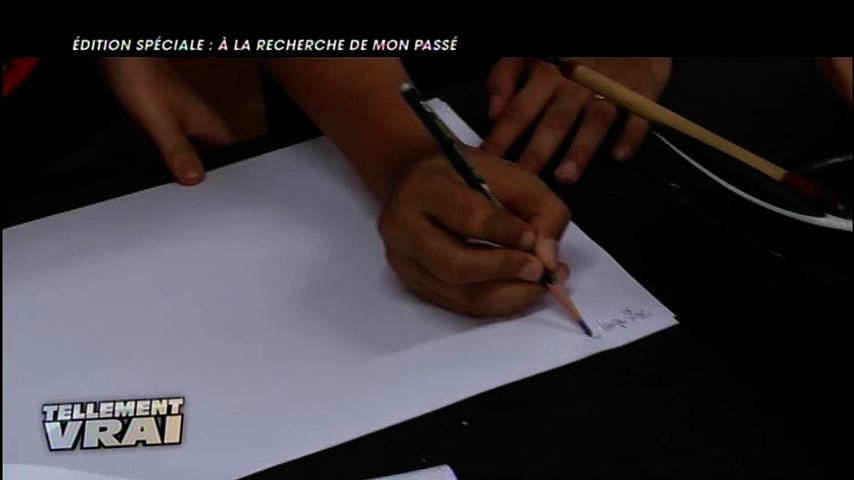 ÉDITION SPÉCIALE : À LA RECHERCHE DE MON PASSÉ
TELLEMENT
VRAI